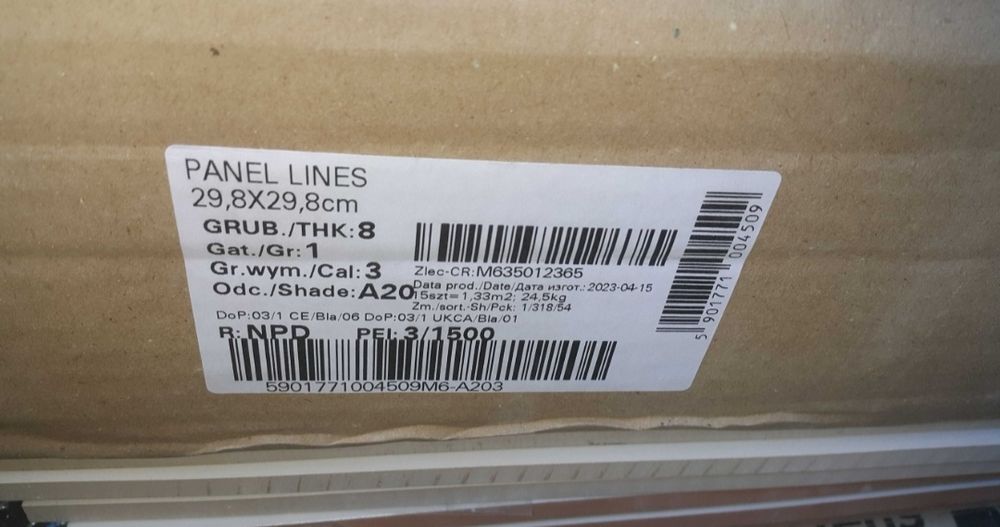 PANEL LINES
29,8X29,8cm
GRUB./THK:8
Gat./Gr:1
Gr.wym./Cal:3
Odc./Shade:A20
Zlec-CR:M635012365
Data prod./Date/Дата изгот.: 2023-04-15
15szt=1,33m2; 24,5kg
Zm./sort.-Sh/Pck: 1/318/54
DoP:03/1 CE/Bla/06 DoP:03/1 UKCA/Bla/01
R: NPD PEI: 3/1500
5901771004509M6-A203
5 901771 004509